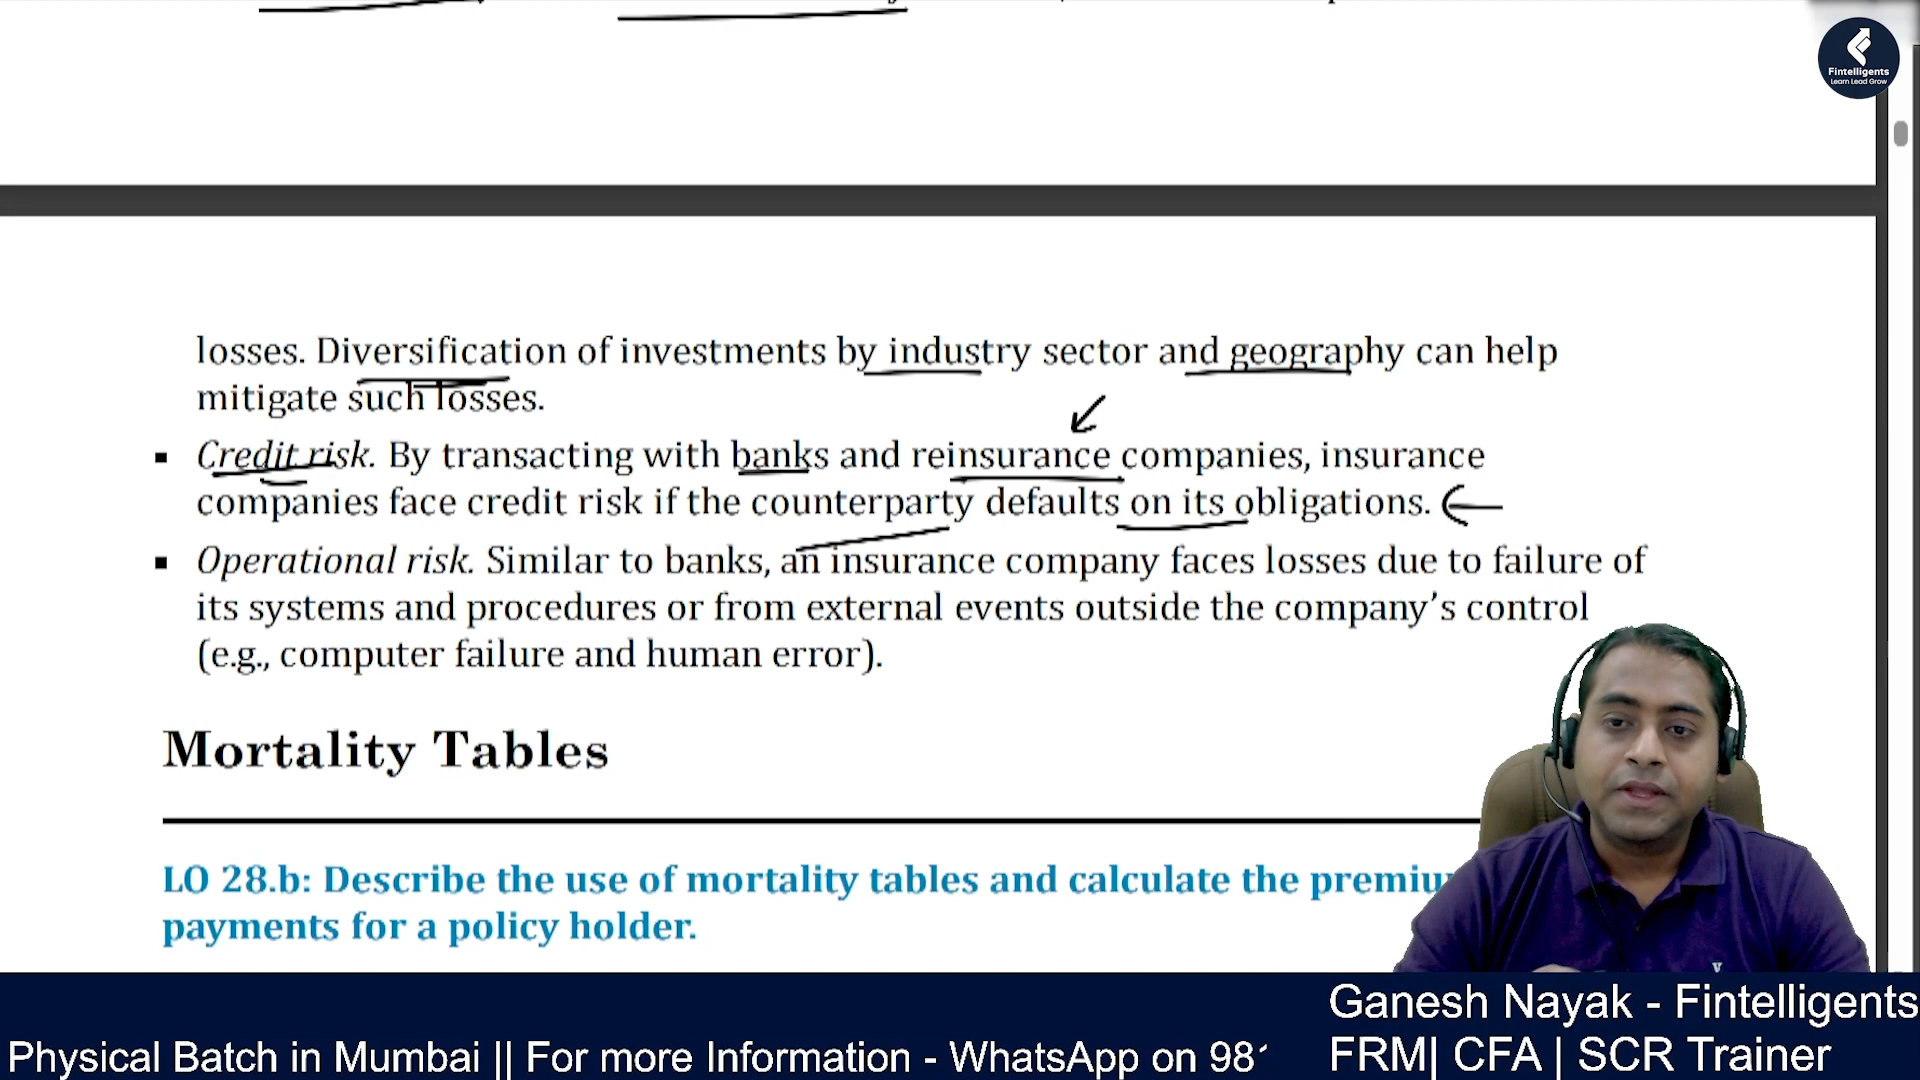 Fintelligents
Learn Lead Grow
losses. Diversification of investments by industry sector and geography can help
mitigate such losses.
▪ Credit risk. By transacting with banks and reinsurance companies, insurance
companies face credit risk if the counterparty defaults on its obligations.
▪ Operational risk. Similar to banks, an insurance company faces losses due to failure of
its systems and procedures or from external events outside the company's control
(e.g., computer failure and human error).
Mortality Tables
LO 28.b: Describe the use of mortality tables and calculate the
payments for a policy holder.
Ganesh Nayak - Fintelligents
Physical Batch in Mumbai || For more Information - WhatsApp on 98
FRM| CFA | SCR Trainer